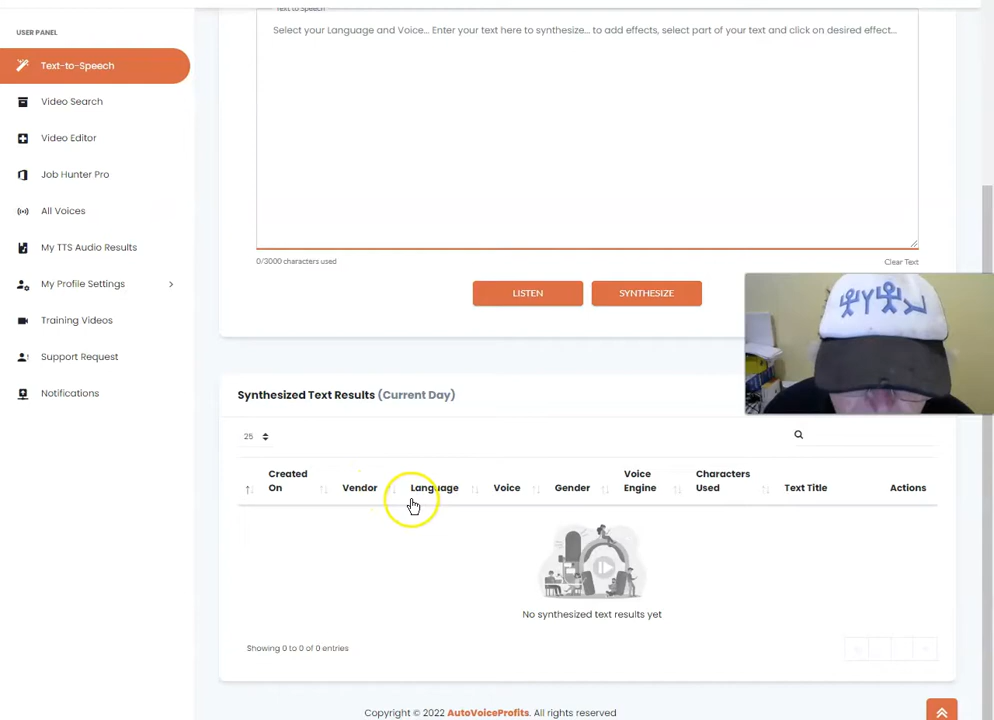 Text to Speech
USER PANEL
Select your Language and Voice... Enter your text here to synthesize... to add effects, select part of your text and click on desired effect...
Text-to-Speech
Video Search
Video Editor
Job Hunter Pro
All Voices
My TTS Audio Results
My Profile Settings
Training Videos
Support Request
Notifications
0/3000 characters used
Clear Text
LISTEN
SYNTHESIZE
Synthesized Text Results (Current Day)
25
Created On
Vendor
Language
Voice
Gender
Voice Engine
Characters Used
Text Title
Actions
No synthesized text results yet
Showing 0 to 0 of 0 entries
Copyright © 2022 AutoVoiceProfits. All rights reserved